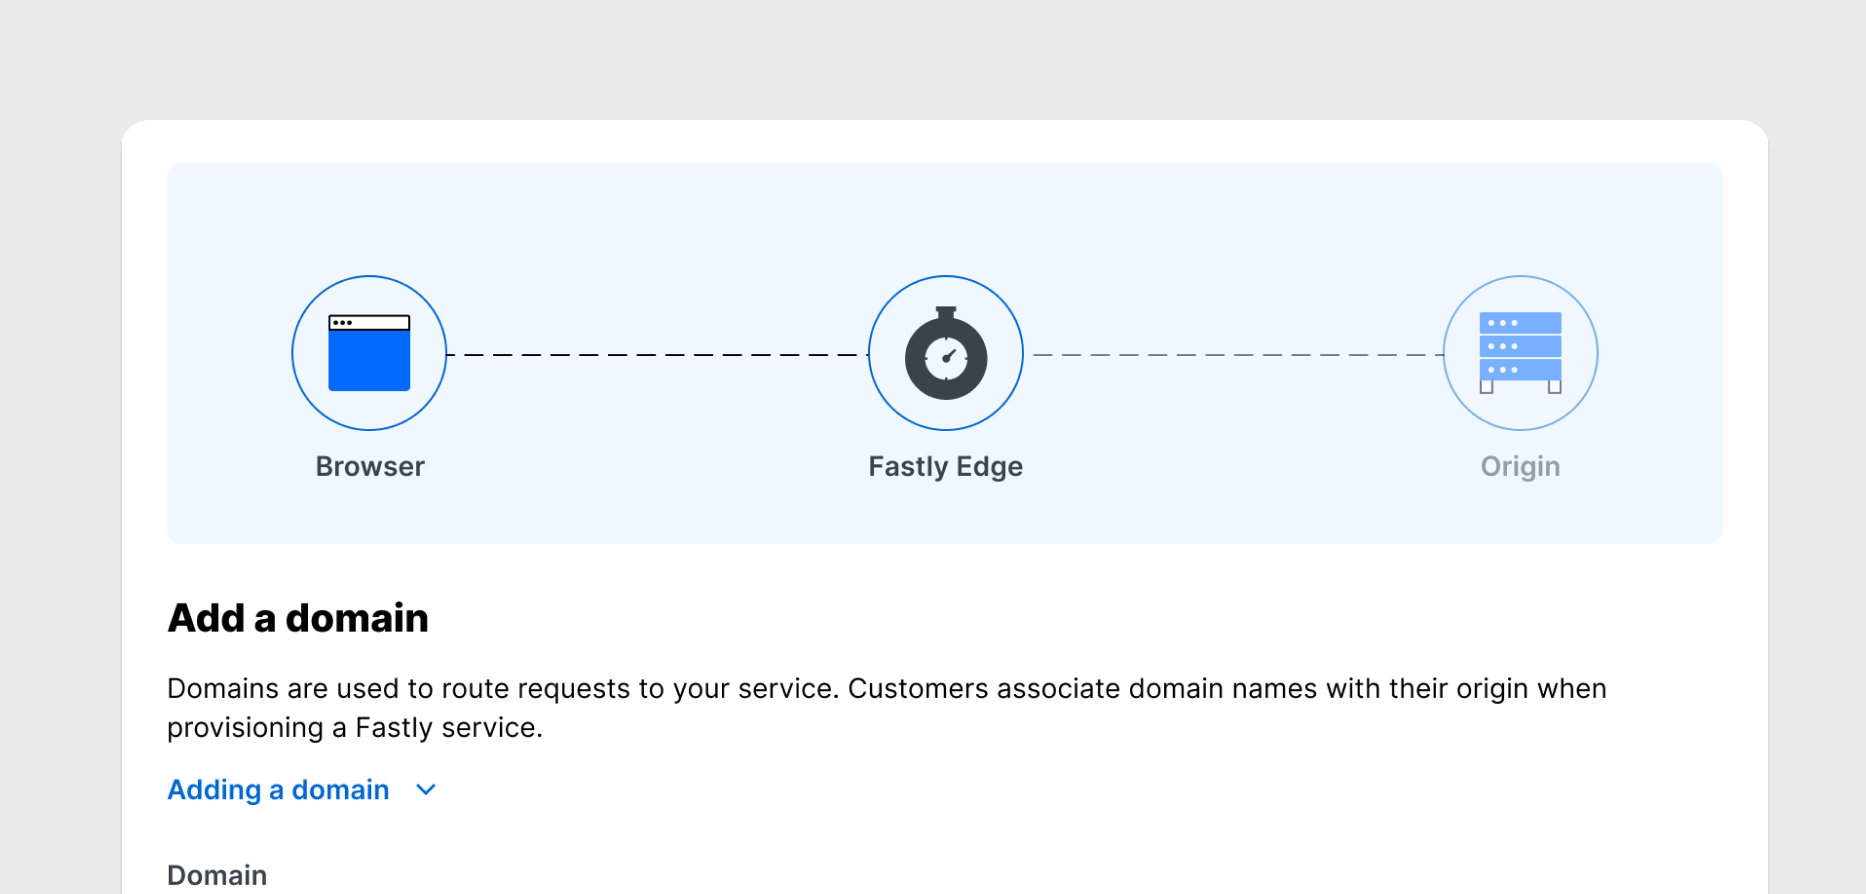 Browser
Fastly Edge
Origin
Add a domain
Domains are used to route requests to your service. Customers associate domain names with their origin when
provisioning a Fastly service.
Adding a domain
Domain